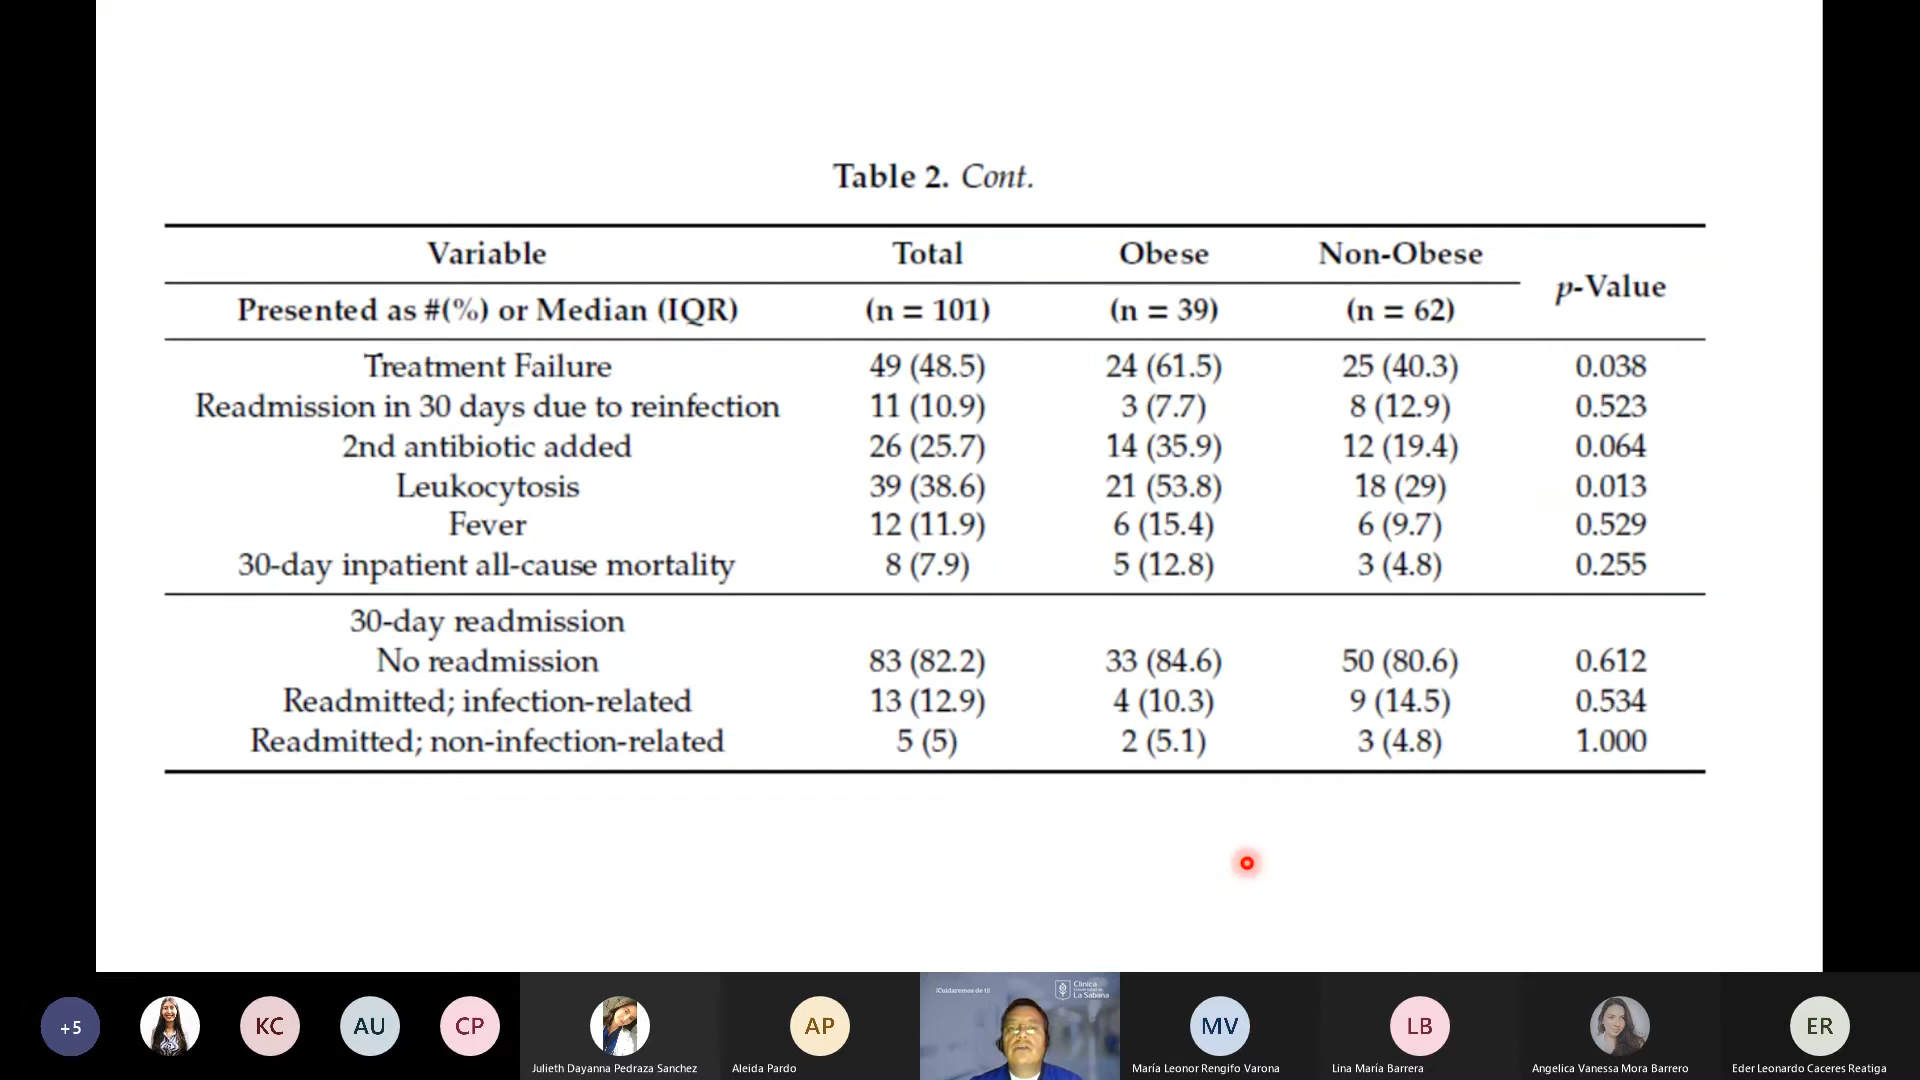 Table 2. Cont.
Variable Total Obese Non-Obese p-Value
Presented as #(%) or Median (IQR) (n = 101) (n = 39) (n = 62)
Treatment Failure 49 (48.5) 24 (61.5) 25 (40.3) 0.038
Readmission in 30 days due to reinfection 11 (10.9) 3 (7.7) 8 (12.9) 0.523
2nd antibiotic added 26 (25.7) 14 (35.9) 12 (19.4) 0.064
Leukocytosis 39 (38.6) 21 (53.8) 18 (29) 0.013
Fever 12 (11.9) 6 (15.4) 6 (9.7) 0.529
30-day inpatient all-cause mortality 8 (7.9) 5 (12.8) 3 (4.8) 0.255
30-day readmission
No readmission 83 (82.2) 33 (84.6) 50 (80.6) 0.612
Readmitted; infection-related 13 (12.9) 4 (10.3) 9 (14.5) 0.534
Readmitted; non-infection-related 5 (5) 2 (5.1) 3 (4.8) 1.000
¡Cuidaremos de ti!
Clínica
Universidad de
La Sabana
+5 KC AU CP AP MV LB ER
Julieth Dayanna Pedraza Sanchez Aleida Pardo María Leonor Rengifo Varona Lina María Barrera Angelica Vanessa Mora Barrero Eder Leonardo Caceres Reatiga